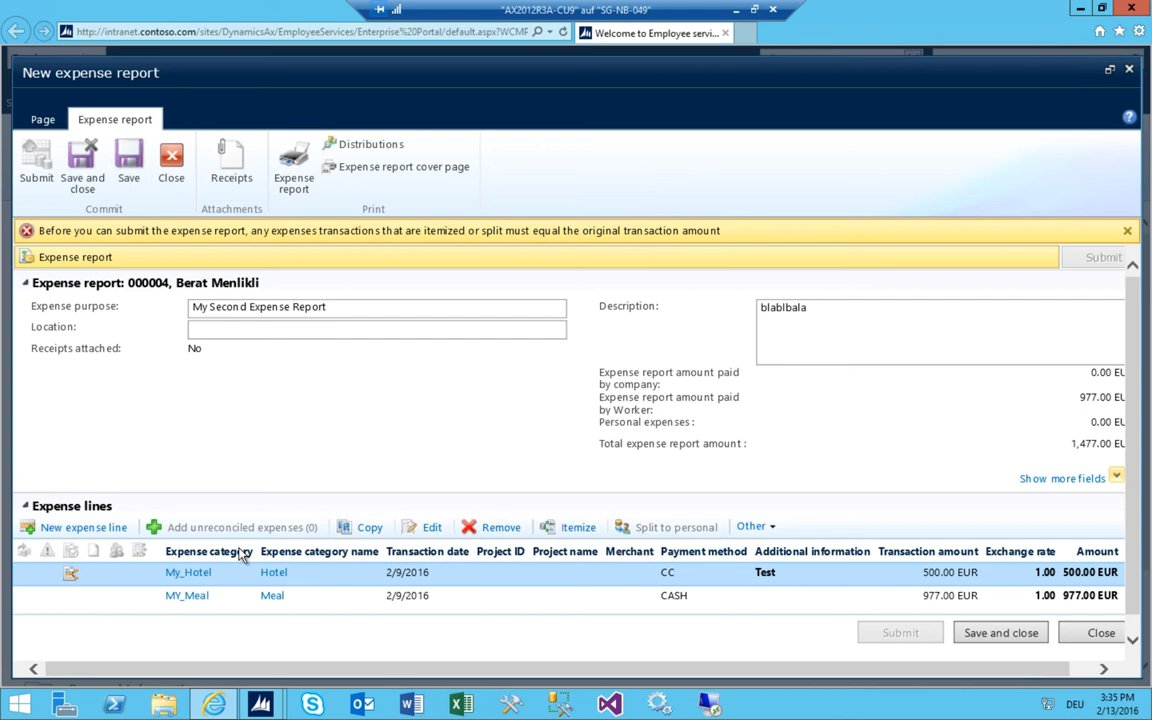 "AX2012R3A-CU9" auf "SG-NB-049"
http://intranet.contoso.com/sites/DynamicsAx/EmployeeServices/Enterprise%20Portal/default.aspx?WCMF
Welcome to Employee servi...
New expense report
Page
Expense report
Submit
Save and close
Save
Close
Commit
Receipts
Attachments
Expense report
Distributions
Expense report cover page
Print
Before you can submit the expense report, any expenses transactions that are itemized or split must equal the original transaction amount
Expense report
Submit
Expense report: 000004, Berat Menlikli
Expense purpose: My Second Expense Report
Location:
Receipts attached: No
Description: blablbala
Expense report amount paid by company: 0.00 EU
Expense report amount paid by Worker: 977.00 EU
Personal expenses : 0.00 EU
Total expense report amount : 1,477.00 EU
Show more fields
Expense lines
New expense line Add unreconciled expenses (0) Copy Edit Remove Itemize Split to personal Other
Expense category Expense category name Transaction date Project ID Project name Merchant Payment method Additional information Transaction amount Exchange rate Amount
My_Hotel Hotel 2/9/2016 CC Test 500.00 EUR 1.00 500.00 EUR
MY_Meal Meal 2/9/2016 CASH 977.00 EUR 1.00 977.00 EUR
Submit Save and close Close
DEU
3:35 PM
2/13/2016